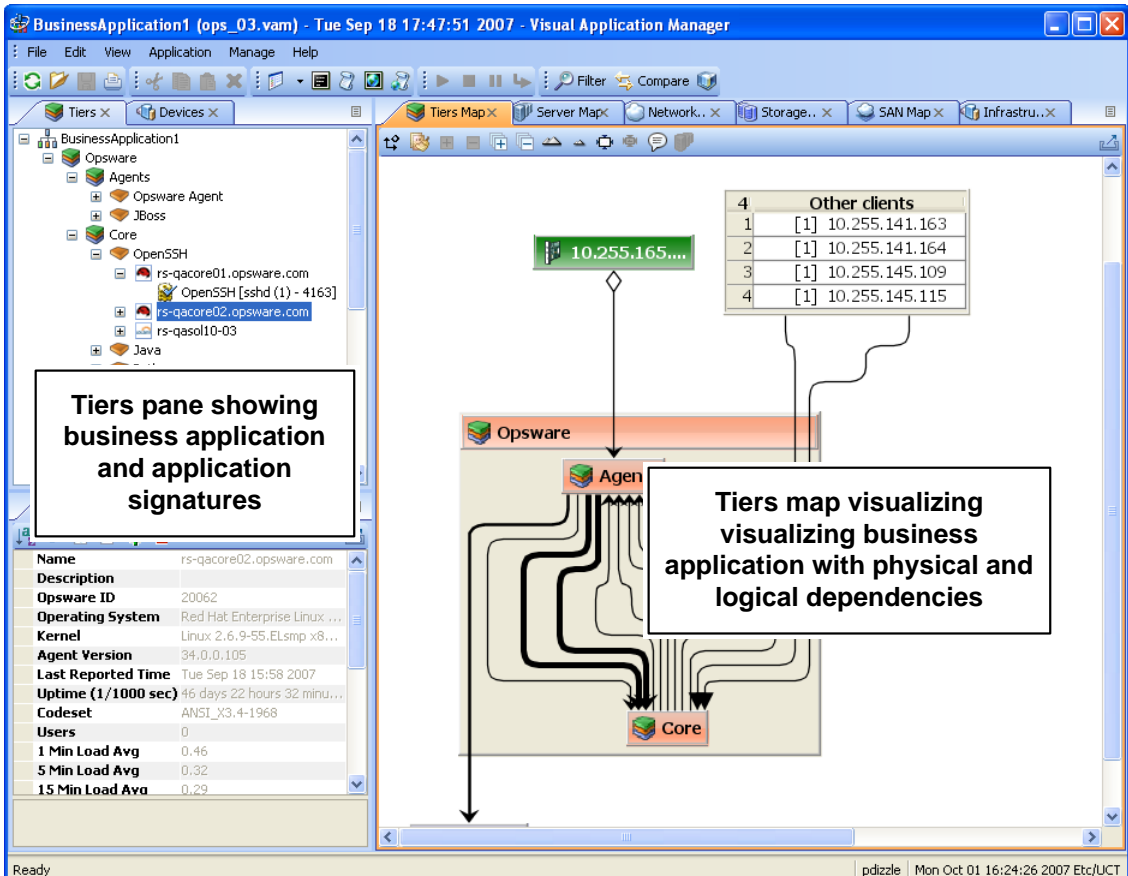 BusinessApplication1 (ops_03.vam) - Tue Sep 18 17:47:51 2007 - Visual Application Manager
File Edit View Application Manage Help
Filter Compare
Tiers Devices
BusinessApplication1
Opsware
Agents
Opsware Agent
JBoss
Core
OpenSSH
rs-qacore01.opsware.com
OpenSSH [sshd (1) - 4163]
rs-qacore02.opsware.com
rs-qasol10-03
Java
Tiers pane showing
business application
and application
signatures
Name rs-qacore02.opsware.com
Description
Opsware ID 20062
Operating System Red Hat Enterprise Linux ...
Kernel Linux 2.6.9-55.ELsmp x8...
Agent Version 34.0.0.105
Last Reported Time Tue Sep 18 15:58 2007
Uptime (1/1000 sec) 46 days 22 hours 32 minu...
Codeset ANSI_X3.4-1968
Users 0
1 Min Load Avg 0.46
5 Min Load Avg 0.32
15 Min Load Avg 0.29
Tiers Map Server Map Network.. Storage.. SAN Map Infrastru..
10.255.165....
4 Other clients
1 [1] 10.255.141.163
2 [1] 10.255.141.164
3 [1] 10.255.145.109
4 [1] 10.255.145.115
Opsware
Agen
Tiers map visualizing
visualizing business
application with physical and
logical dependencies
Core
Ready
pdizzle Mon Oct 01 16:24:26 2007 Etc/UCT